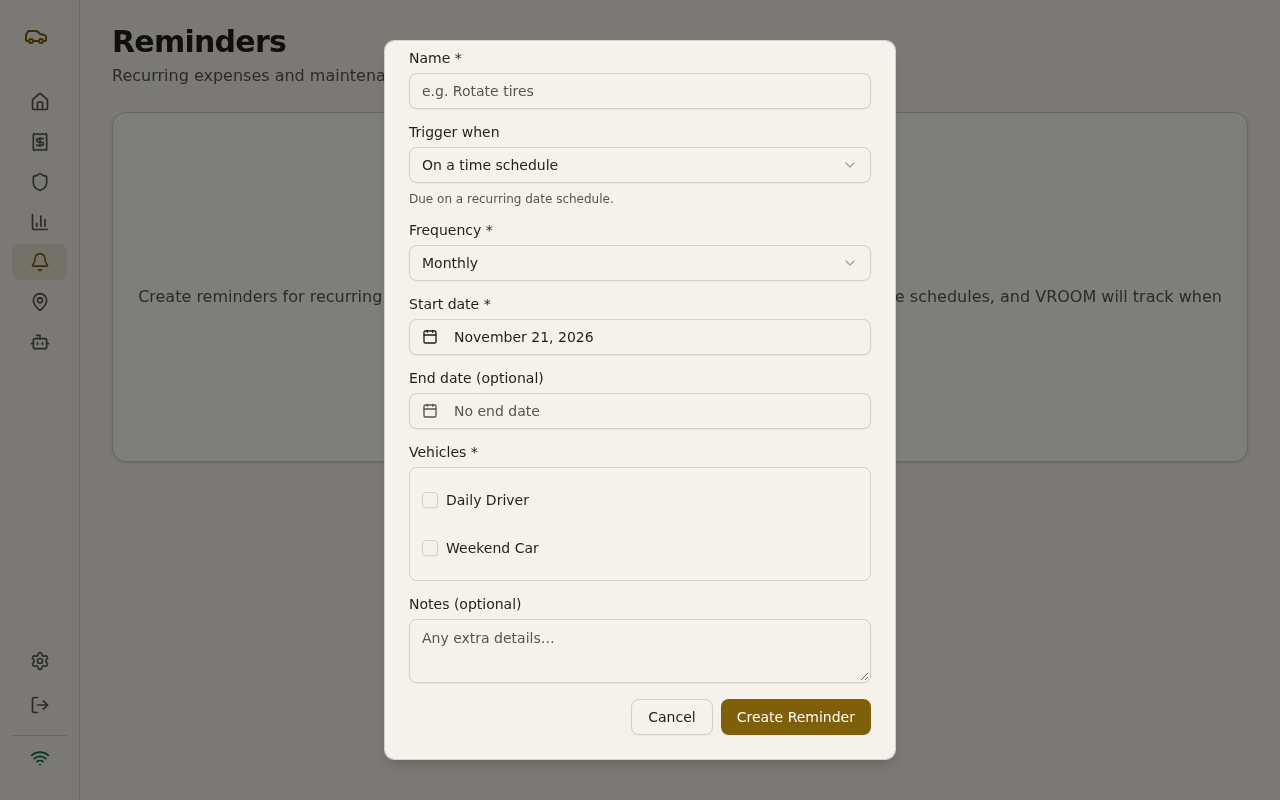 Reminders
Recurring expenses and maintena
Create reminders for recurring
e schedules, and VROOM will track when
Name *
e.g. Rotate tires
Trigger when
On a time schedule
Due on a recurring date schedule.
Frequency *
Monthly
Start date *
November 21, 2026
End date (optional)
No end date
Vehicles *
Daily Driver
Weekend Car
Notes (optional)
Any extra details...
Cancel
Create Reminder